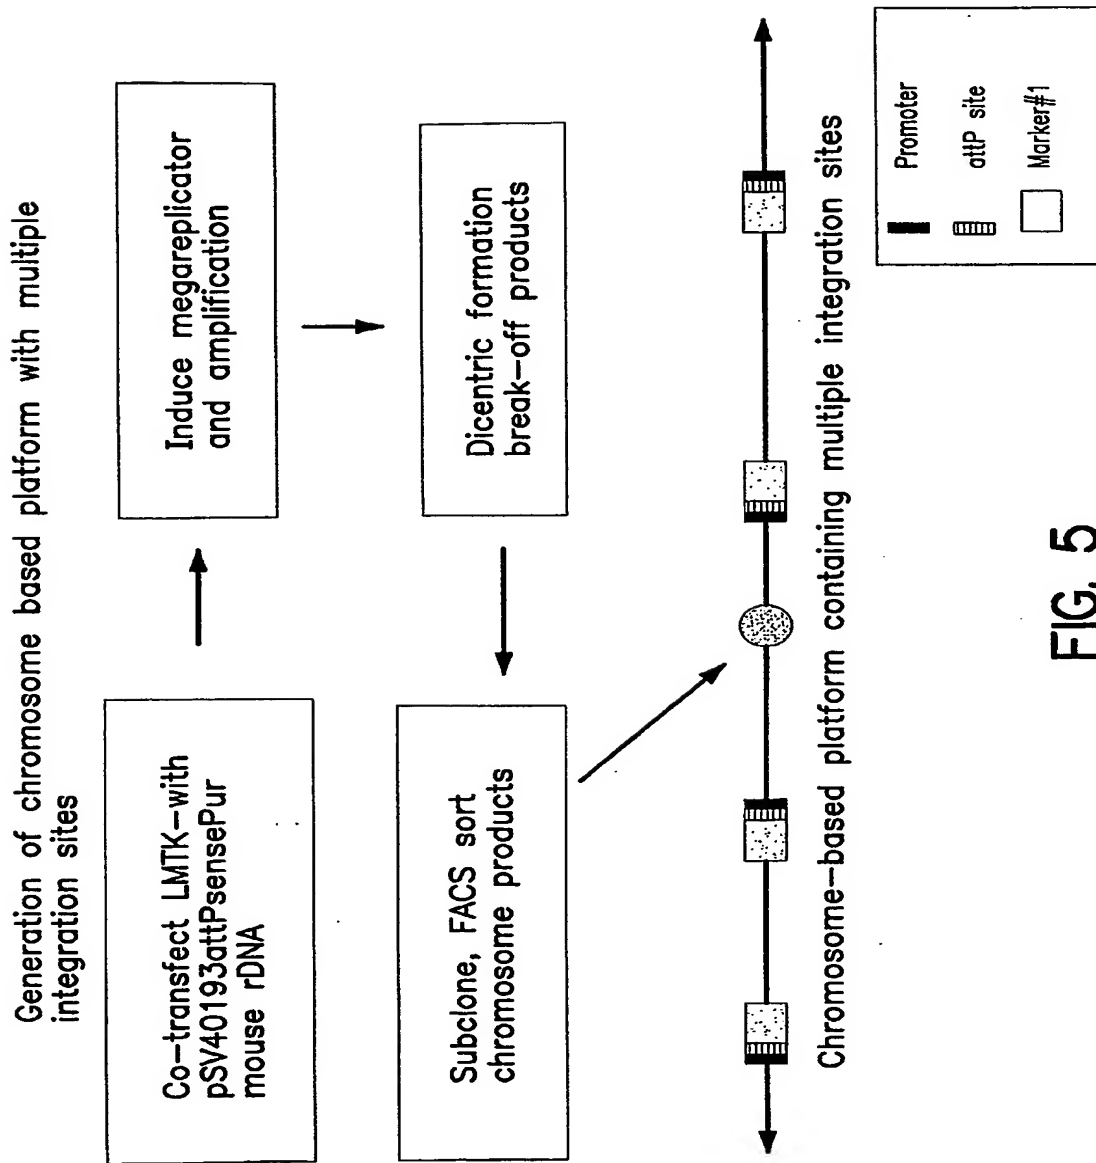 Generation of chromosome based platform with multiple
integration sites
Co-transfect LMTK-with
pSV40193attPsensePur
mouse rDNA
Induce megareplicator
and amplification
Dicentric formation
break-off products
Subclone, FACS sort
chromosome products
Chromosome-based platform containing multiple integration sites
Promoter
attP site
Marker#1
FIG. 5